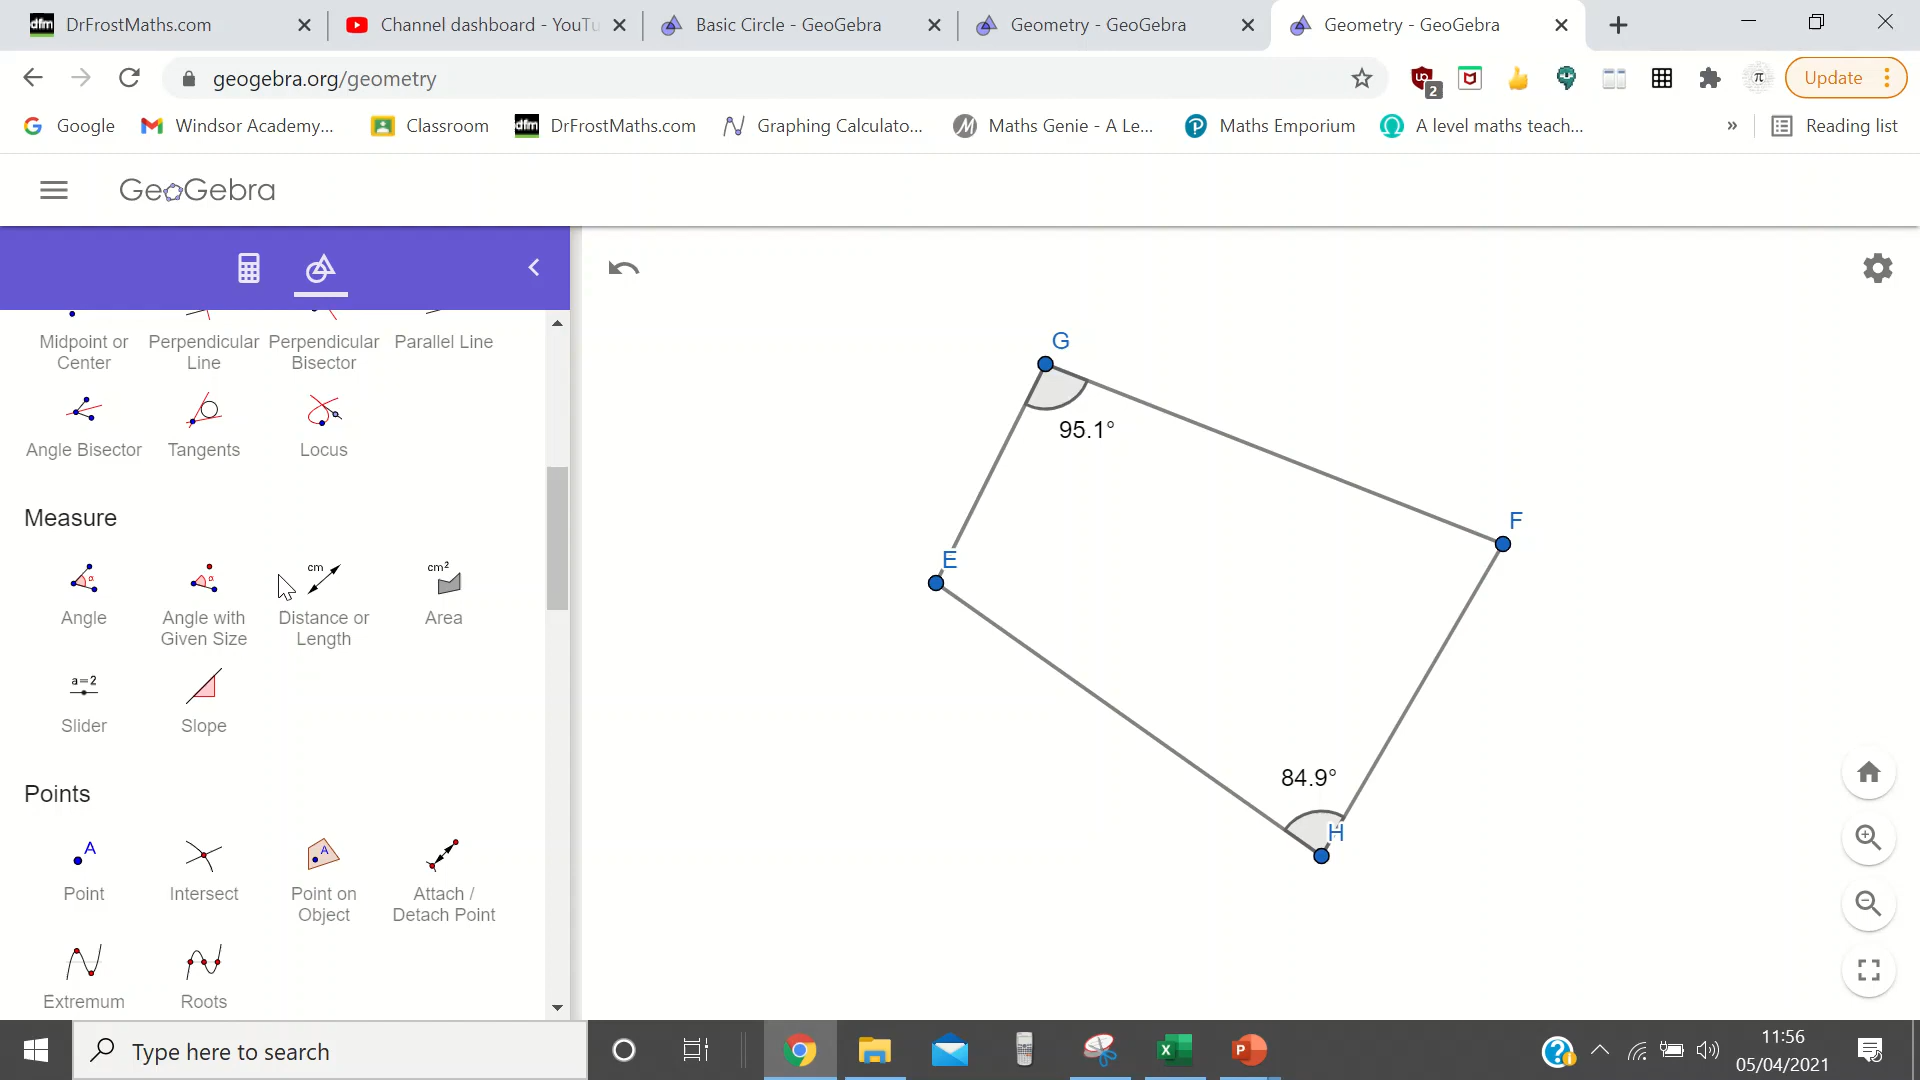 dfm DrFrostMaths.com
Channel dashboard - YouTu
Basic Circle - GeoGebra
Geometry - GeoGebra
Geometry - GeoGebra
geogebra.org/geometry
2
π
Update
Google
Windsor Academy...
Classroom
dfm DrFrostMaths.com
Graphing Calculato...
Maths Genie - A Le...
Maths Emporium
A level maths teach...
»
Reading list
GeoGebra
Midpoint or
Center
Perpendicular
Line
Perpendicular
Bisector
Parallel Line
Angle Bisector
Tangents
Locus
Measure
α
Angle
α
Angle with
Given Size
cm
Distance or
Length
cm²
Area
a=2
Slider
Slope
Points
A
Point
Intersect
A
Point on
Object
Attach /
Detach Point
Extremum
Roots
G
95.1°
F
E
84.9°
H
Type here to search
11:56
05/04/2021